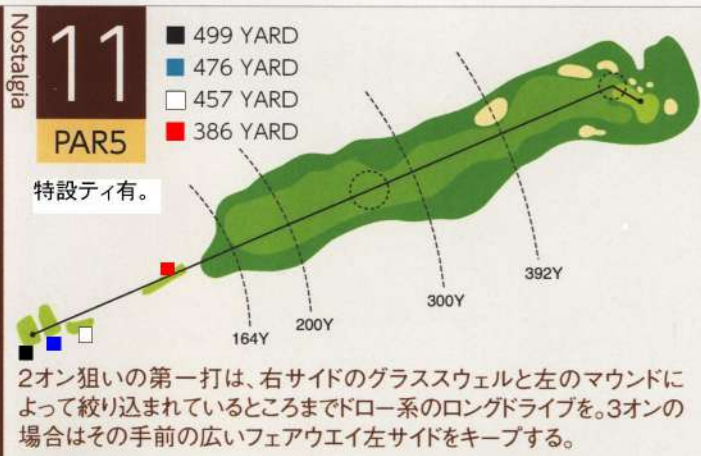 Nostalgia
11
PAR5
499 YARD
476 YARD
457 YARD
386 YARD
特設ティ有。
164Y
200Y
300Y
392Y
2オン狙いの第一打は、右サイドのグラススウェルと左のマウンドに
よって絞り込まれているところまでドロー系のロングドライブを。3オンの
場合はその手前の広いフェアウエイ左サイドをキープする。